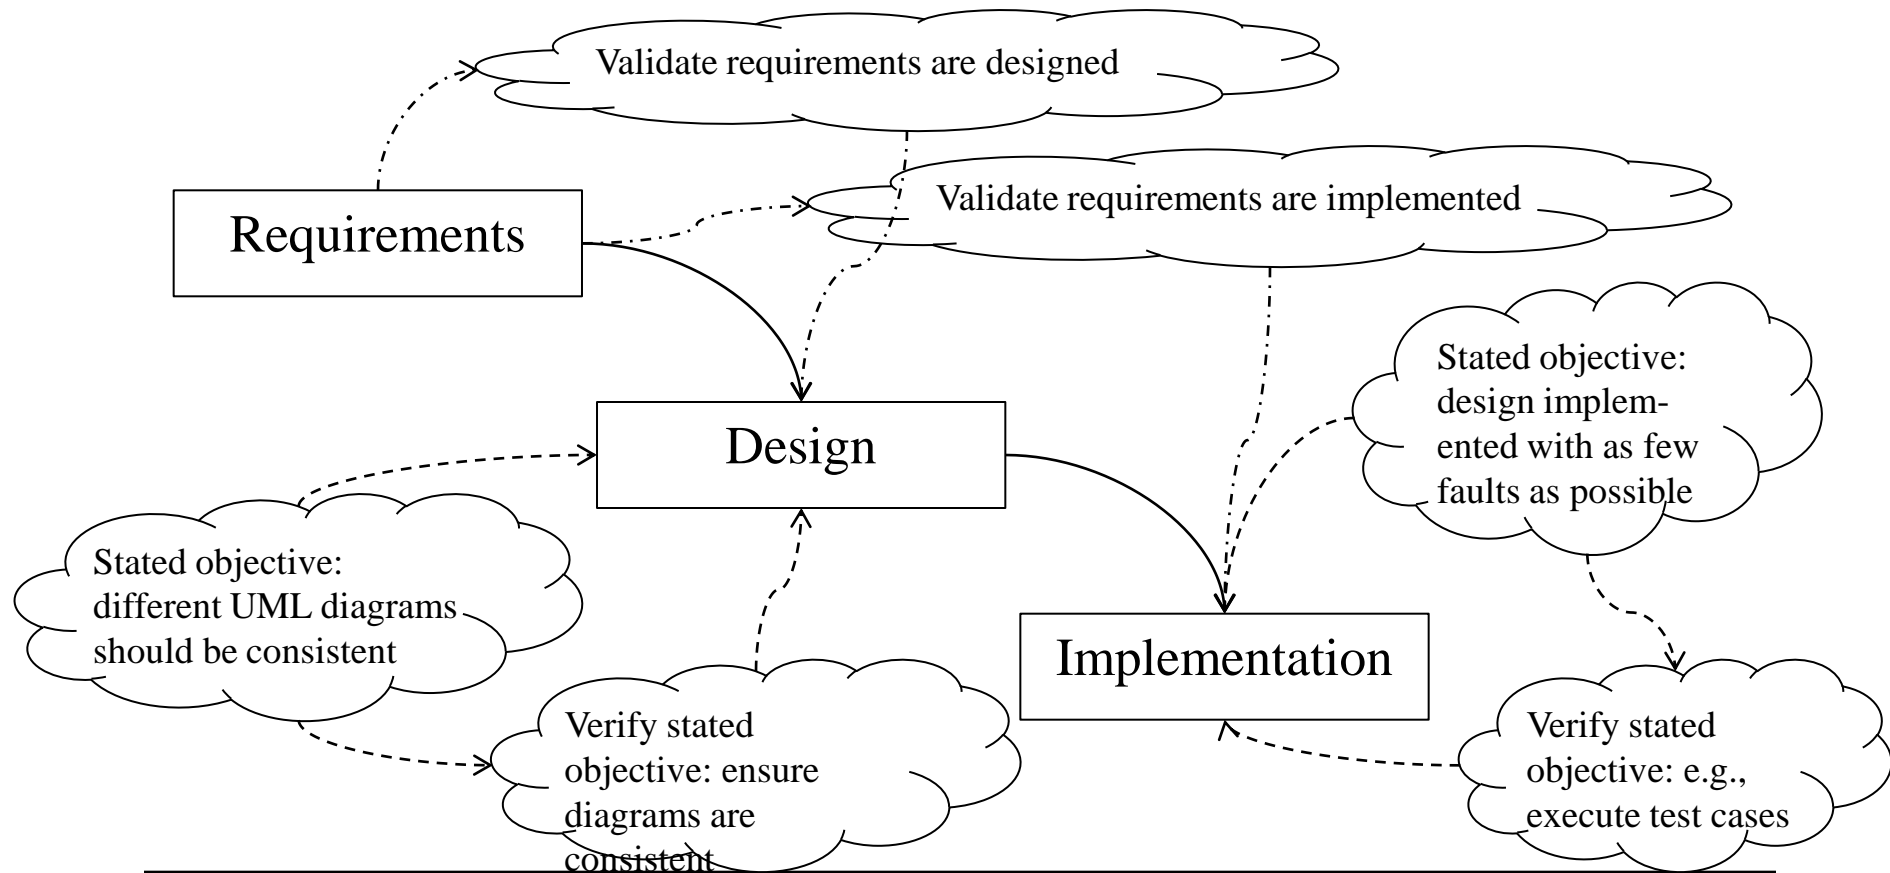 Validate requirements are designed
Validate requirements are implemented
Requirements
Stated objective:
design implem-
ented with as few
faults as possible
Design
Stated objective:
different UML diagrams
should be consistent
Implementation
Verify stated
objective: ensure
diagrams are
consistent
Verify stated
objective: e.g.,
execute test cases